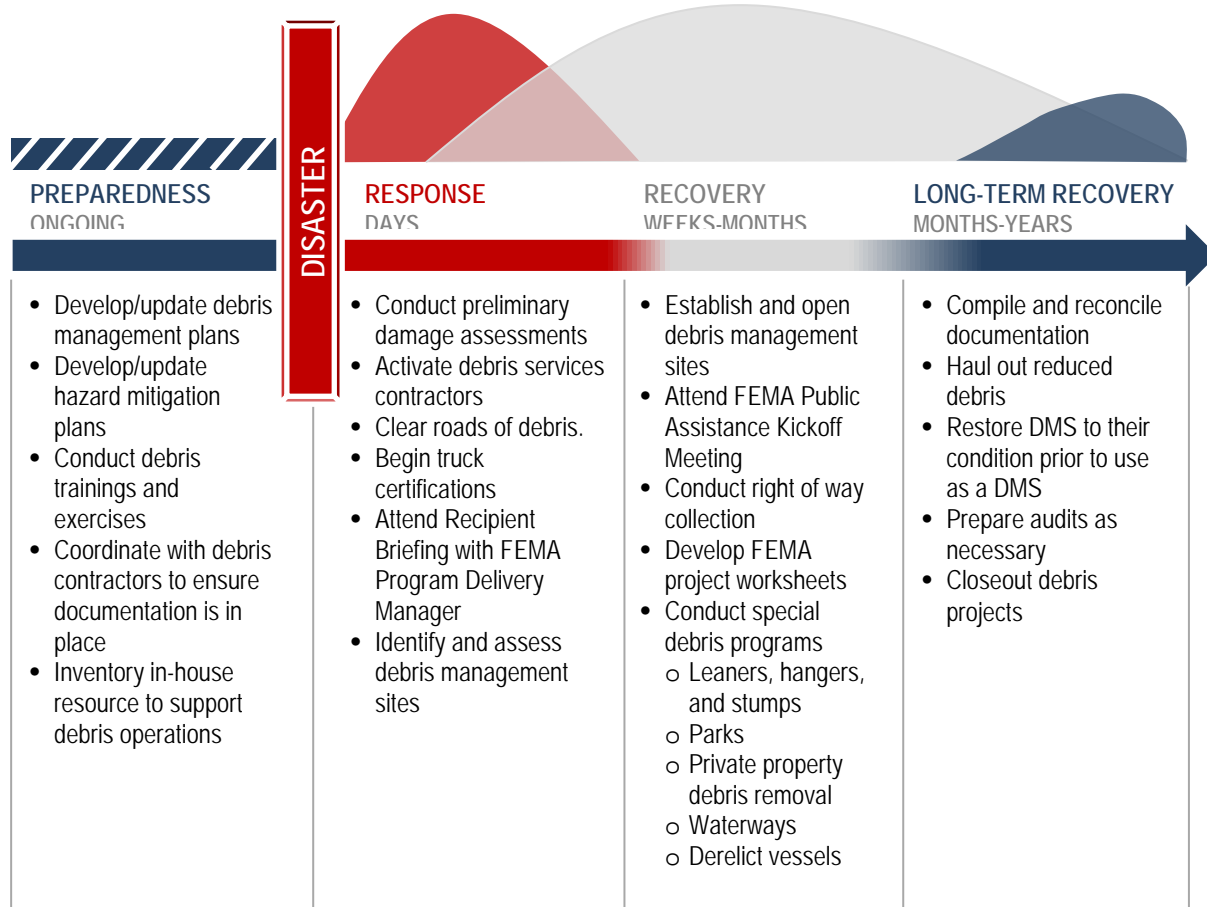 DISASTER
PREPAREDNESS
ONGOING
• Develop/update debris
management plans
• Develop/update
hazard mitigation
plans
• Conduct debris
trainings and
exercises
• Coordinate with debris
contractors to ensure
documentation is in
place
• Inventory in-house
resource to support
debris operations
RESPONSE
DAYS
• Conduct preliminary
damage assessments
• Activate debris services
contractors
• Clear roads of debris.
• Begin truck
certifications
• Attend Recipient
Briefing with FEMA
Program Delivery
Manager
• Identify and assess
debris management
sites
RECOVERY
WEEKS-MONTHS
• Establish and open
debris management
sites
• Attend FEMA Public
Assistance Kickoff
Meeting
• Conduct right of way
collection
• Develop FEMA
project worksheets
• Conduct special
debris programs
o Leaners, hangers,
and stumps
o Parks
o Private property
debris removal
o Waterways
o Derelict vessels
LONG-TERM RECOVERY
MONTHS-YEARS
• Compile and reconcile
documentation
• Haul out reduced
debris
• Restore DMS to their
condition prior to use
as a DMS
• Prepare audits as
necessary
• Closeout debris
projects